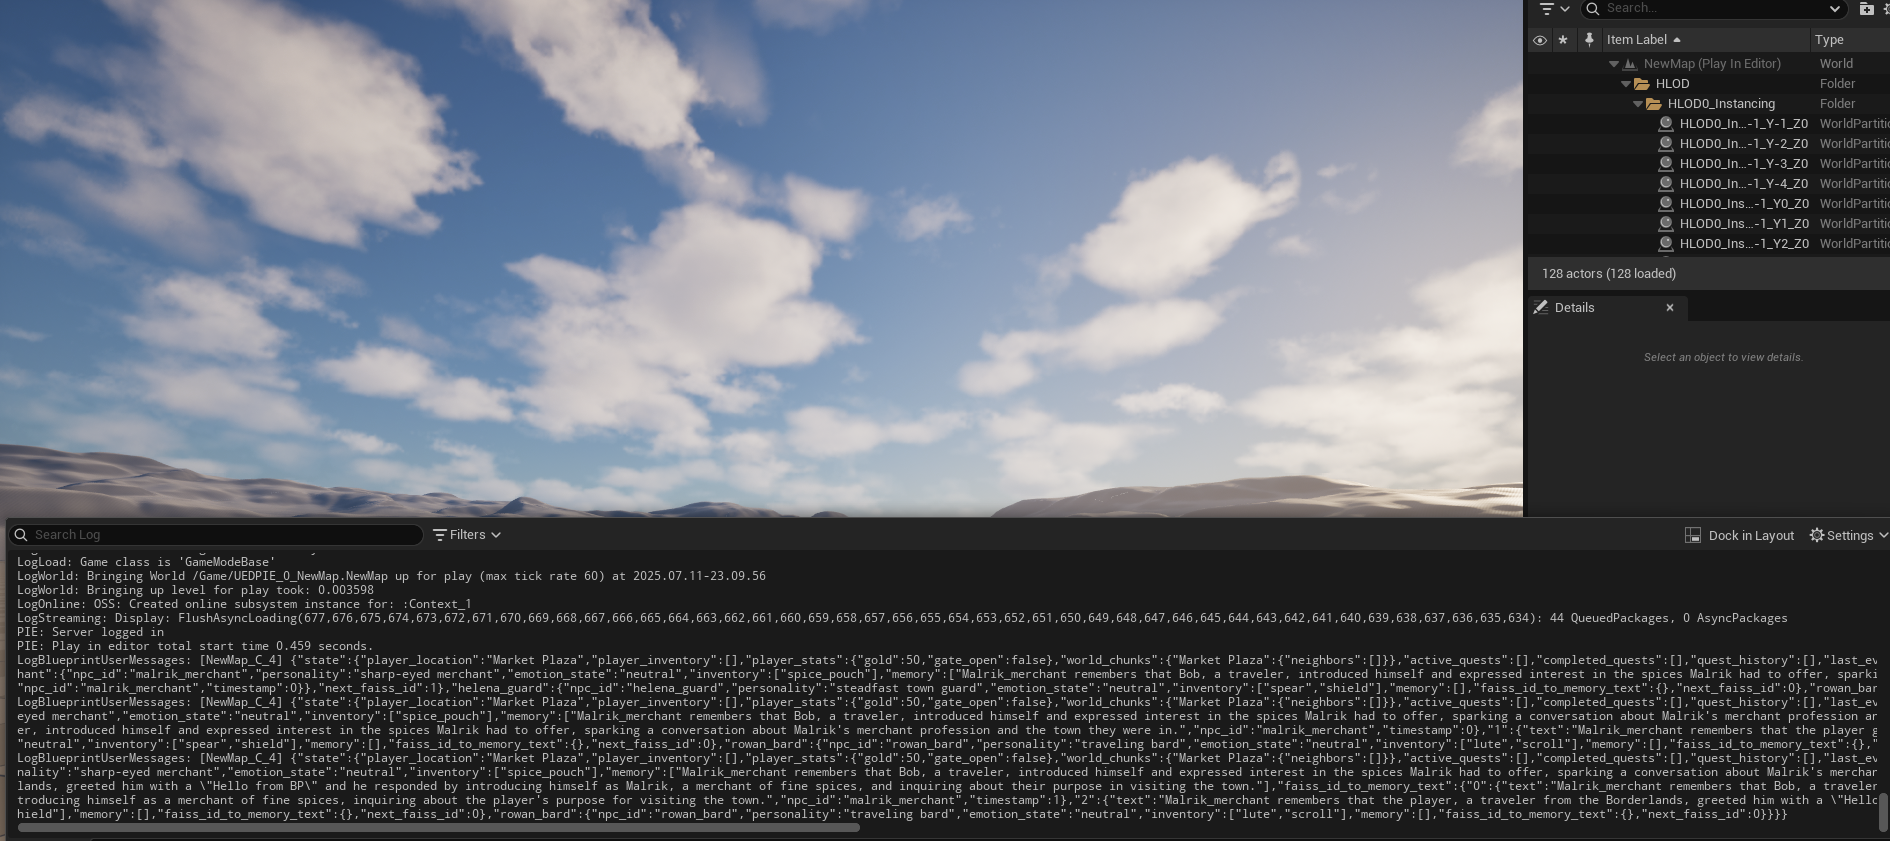 Search...
Item Label Type
NewMap (Play In Editor) World
HLOD Folder
HLOD0_Instancing Folder
HLOD0_In...-1_Y-1_Z0 WorldPartitic
HLOD0_In...-1_Y-2_Z0 WorldPartitic
HLOD0_In...-1_Y-3_Z0 WorldPartitic
HLOD0_In...-1_Y-4_Z0 WorldPartitic
HLOD0_Ins...-1_Y0_Z0 WorldPartitic
HLOD0_Ins...-1_Y1_Z0 WorldPartitic
HLOD0_Ins...-1_Y2_Z0 WorldPartitic
128 actors (128 loaded)
Details
Select an object to view details.
Search Log Filters Dock in Layout Settings
LogLoad: Game class is 'GameModeBase'
LogWorld: Bringing World /Game/UEDPIE_0_NewMap.NewMap up for play (max tick rate 60) at 2025.07.11-23.09.56
LogWorld: Bringing up level for play took: 0.003598
LogOnline: OSS: Created online subsystem instance for: :Context_1
LogStreaming: Display: FlushAsyncLoading(677,676,675,674,673,672,671,670,669,668,667,666,665,664,663,662,661,660,659,658,657,656,655,654,653,652,651,650,649,648,647,646,645,644,643,642,641,640,639,638,637,636,635,634): 44 QueuedPackages, 0 AsyncPackages
PIE: Server logged in
PIE: Play in editor total start time 0.459 seconds.
LogBlueprintUserMessages: [NewMap_C_4] {"state":{"player_location":"Market Plaza","player_inventory":[],"player_stats":{"gold":50,"gate_open":false},"world_chunks":{"Market Plaza":{"neighbors":[]}},"active_quests":[],"completed_quests":[],"quest_history":[],"last_ev
hant":{"npc_id":"malrik_merchant","personality":"sharp-eyed merchant","emotion_state":"neutral","inventory":["spice_pouch"],"memory":["Malrik_merchant remembers that Bob, a traveler, introduced himself and expressed interest in the spices Malrik had to offer, sparki
"npc_id":"malrik_merchant","timestamp":0}},"next_faiss_id":1},"helena_guard":{"npc_id":"helena_guard","personality":"steadfast town guard","emotion_state":"neutral","inventory":["spear","shield"],"memory":[],"faiss_id_to_memory_text":{},"next_faiss_id":0},"rowan_bar
LogBlueprintUserMessages: [NewMap_C_4] {"state":{"player_location":"Market Plaza","player_inventory":[],"player_stats":{"gold":50,"gate_open":false},"world_chunks":{"Market Plaza":{"neighbors":[]}},"active_quests":[],"completed_quests":[],"quest_history":[],"last_ev
eyed merchant","emotion_state":"neutral","inventory":["spice_pouch"],"memory":["Malrik_merchant remembers that Bob, a traveler, introduced himself and expressed interest in the spices Malrik had to offer, sparking a conversation about Malrik's merchant profession an
er, introduced himself and expressed interest in the spices Malrik had to offer, sparking a conversation about Malrik's merchant profession and the town they were in.","npc_id":"malrik_merchant","timestamp":0},"1":{"text":"Malrik_merchant remembers that the player g
"neutral","inventory":["spear","shield"],"memory":[],"faiss_id_to_memory_text":{},"next_faiss_id":0},"rowan_bard":{"npc_id":"rowan_bard","personality":"traveling bard","emotion_state":"neutral","inventory":["lute","scroll"],"memory":[],"faiss_id_to_memory_text":{},"
LogBlueprintUserMessages: [NewMap_C_4] {"state":{"player_location":"Market Plaza","player_inventory":[],"player_stats":{"gold":50,"gate_open":false},"world_chunks":{"Market Plaza":{"neighbors":[]}},"active_quests":[],"completed_quests":[],"quest_history":[],"last_ev
nality":"sharp-eyed merchant","emotion_state":"neutral","inventory":["spice_pouch"],"memory":["Malrik_merchant remembers that Bob, a traveler, introduced himself and expressed interest in the spices Malrik had to offer, sparking a conversation about Malrik's merchan
lands, greeted him with a \"Hello from BP\" and he responded by introducing himself as Malrik, a merchant of fine spices, and inquiring about their purpose in visiting the town."],"faiss_id_to_memory_text":{"0":{"text":"Malrik_merchant remembers that Bob, a traveler
troducing himself as a merchant of fine spices, inquiring about the player's purpose for visiting the town.","npc_id":"malrik_merchant","timestamp":1},"2":{"text":"Malrik_merchant remembers that the player, a traveler from the Borderlands, greeted him with a \"Hello
hield"],"memory":[],"faiss_id_to_memory_text":{},"next_faiss_id":0},"rowan_bard":{"npc_id":"rowan_bard","personality":"traveling bard","emotion_state":"neutral","inventory":["lute","scroll"],"memory":[],"faiss_id_to_memory_text":{},"next_faiss_id":0}}}}